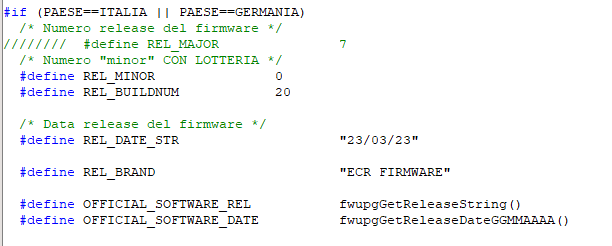 #if (PAESE==ITALIA || PAESE==GERMANIA)
/* Numero release del firmware */
//////// #define REL_MAJOR 7
/* Numero "minor" CON LOTTERIA */
#define REL_MINOR 0
#define REL_BUILDNUM 20
/* Data release del firmware */
#define REL_DATE_STR "23/03/23"
#define REL_BRAND "ECR FIRMWARE"
#define OFFICIAL_SOFTWARE_REL fwupgGetReleaseString()
#define OFFICIAL_SOFTWARE_DATE fwupgGetReleaseDateGGMMAAAA()